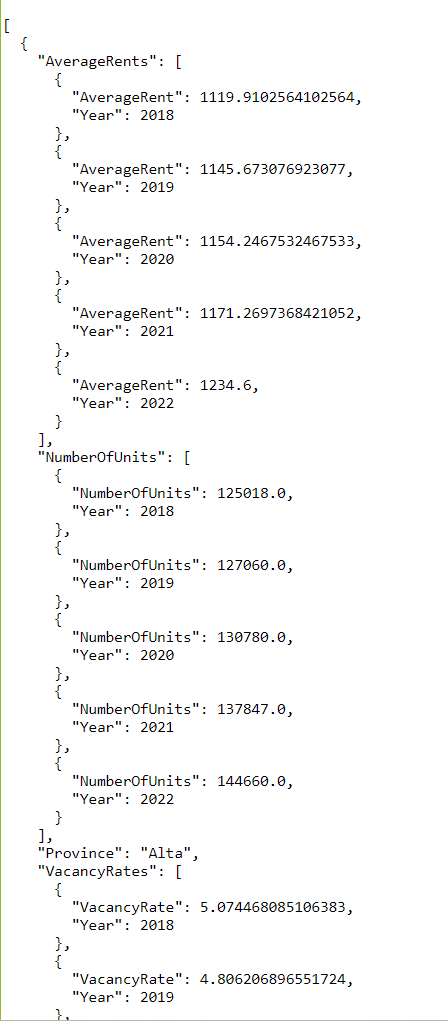 [
  {
    "AverageRents": [
      {
        "AverageRent": 1119.9102564102564,
        "Year": 2018
      },
      {
        "AverageRent": 1145.673076923077,
        "Year": 2019
      },
      {
        "AverageRent": 1154.2467532467533,
        "Year": 2020
      },
      {
        "AverageRent": 1171.2697368421052,
        "Year": 2021
      },
      {
        "AverageRent": 1234.6,
        "Year": 2022
      }
    ],
    "NumberOfUnits": [
      {
        "NumberOfUnits": 125018.0,
        "Year": 2018
      },
      {
        "NumberOfUnits": 127060.0,
        "Year": 2019
      },
      {
        "NumberOfUnits": 130780.0,
        "Year": 2020
      },
      {
        "NumberOfUnits": 137847.0,
        "Year": 2021
      },
      {
        "NumberOfUnits": 144660.0,
        "Year": 2022
      }
    ],
    "Province": "Alta",
    "VacancyRates": [
      {
        "VacancyRate": 5.074468085106383,
        "Year": 2018
      },
      {
        "VacancyRate": 4.806206896551724,
        "Year": 2019
      },